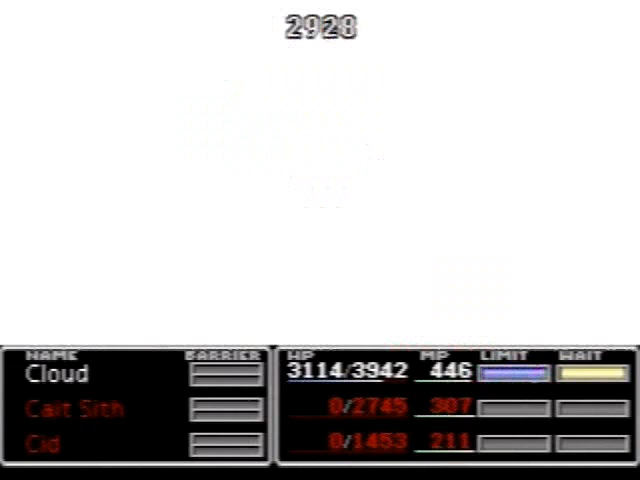 2928
NAME BARRIER HP MP LIMIT WAIT
Cloud 3114/3942 446
Cait Sith 0/2745 307
Cid 0/1453 211